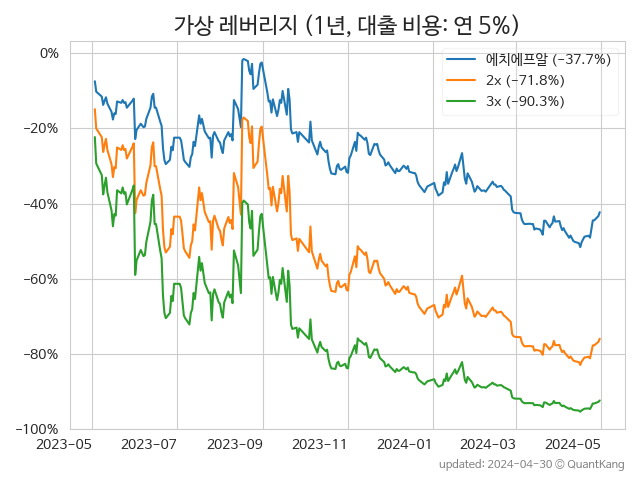 가상 레버리지 (1년, 대출 비용: 연 5%)
0%
−20%
−40%
−60%
−80%
−100%
에치에프알 (−37.7%)
2x (−71.8%)
3x (−90.3%)
2023−05 2023−07 2023−09 2023−11 2024−01 2024−03 2024−05
updated: 2024-04-30 © QuantKang